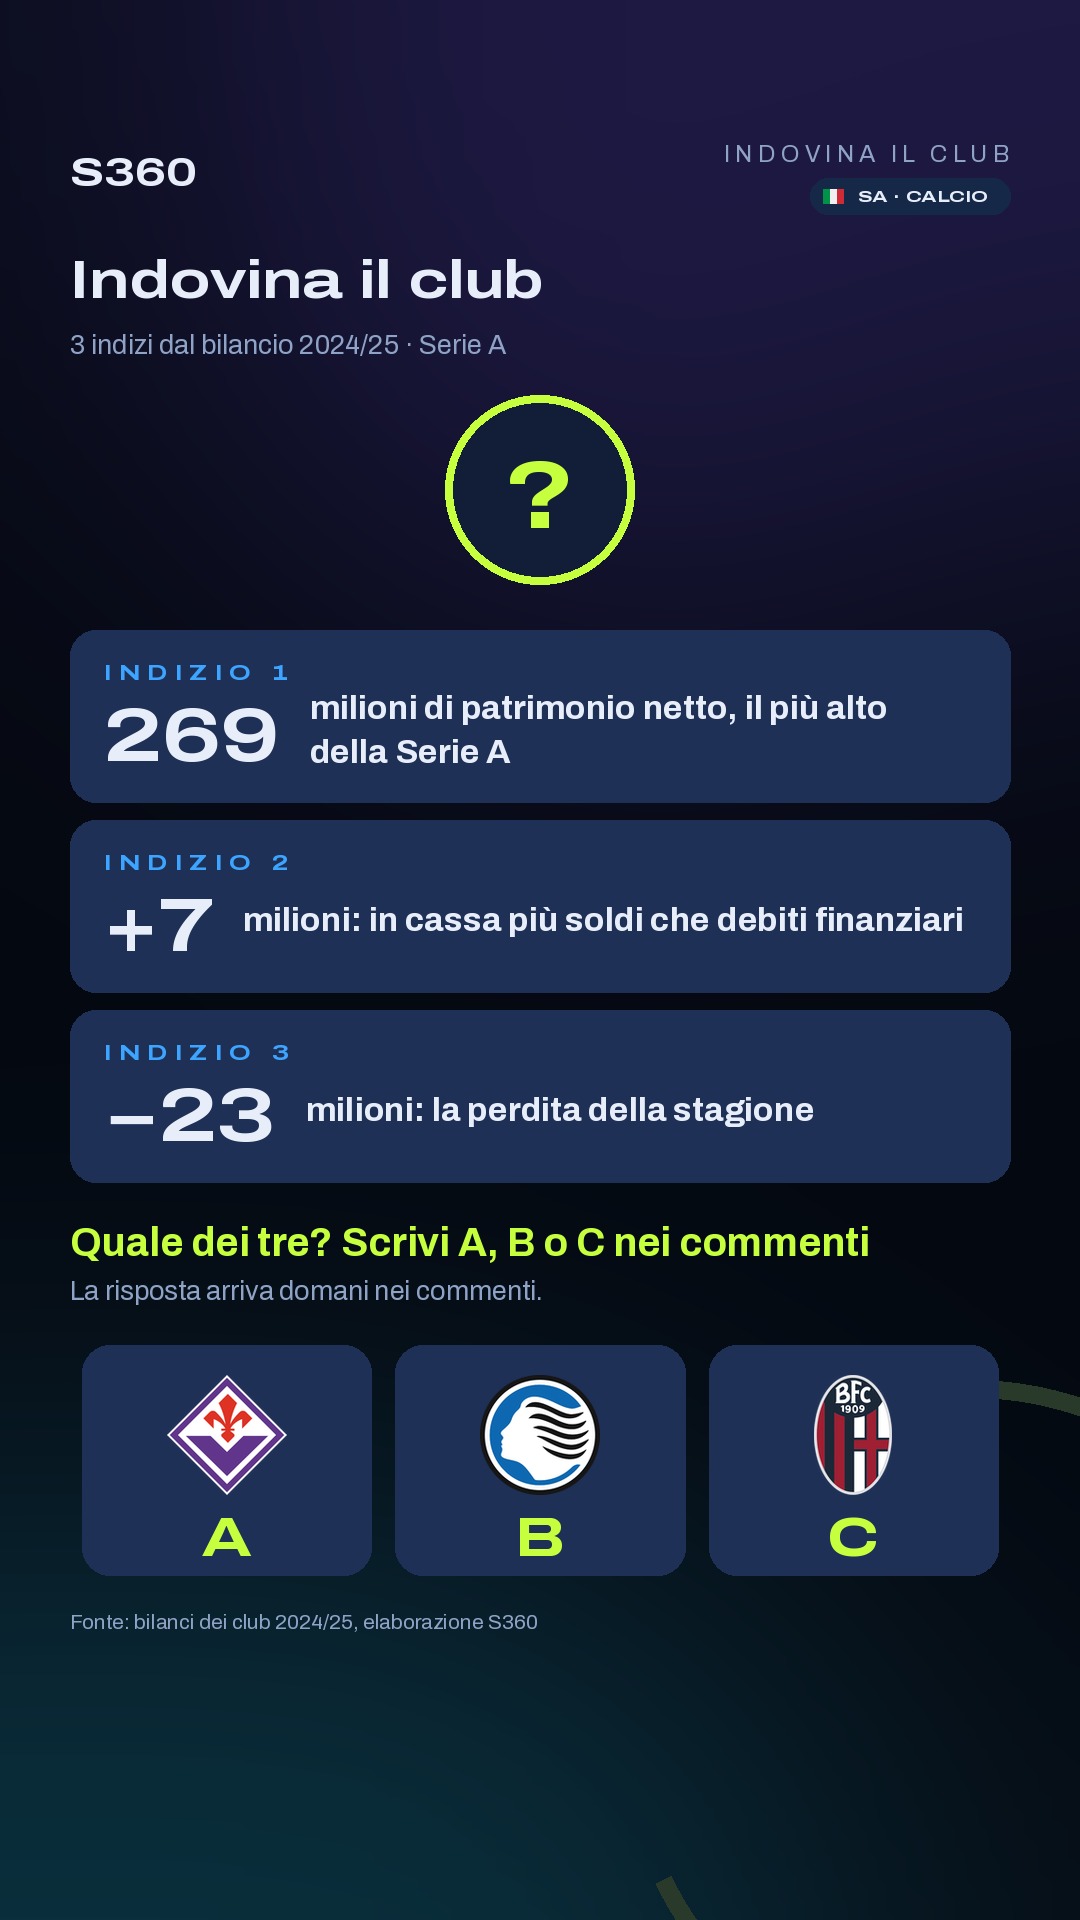 S360
INDOVINA IL CLUB
SA · CALCIO
Indovina il club
3 indizi dal bilancio 2024/25 · Serie A
?
INDIZIO 1
269 milioni di patrimonio netto, il più alto
della Serie A
INDIZIO 2
+7 milioni: in cassa più soldi che debiti finanziari
INDIZIO 3
−23 milioni: la perdita della stagione
Quale dei tre? Scrivi A, B o C nei commenti
La risposta arriva domani nei commenti.
BFC
1909
A B C
Fonte: bilanci dei club 2024/25, elaborazione S360